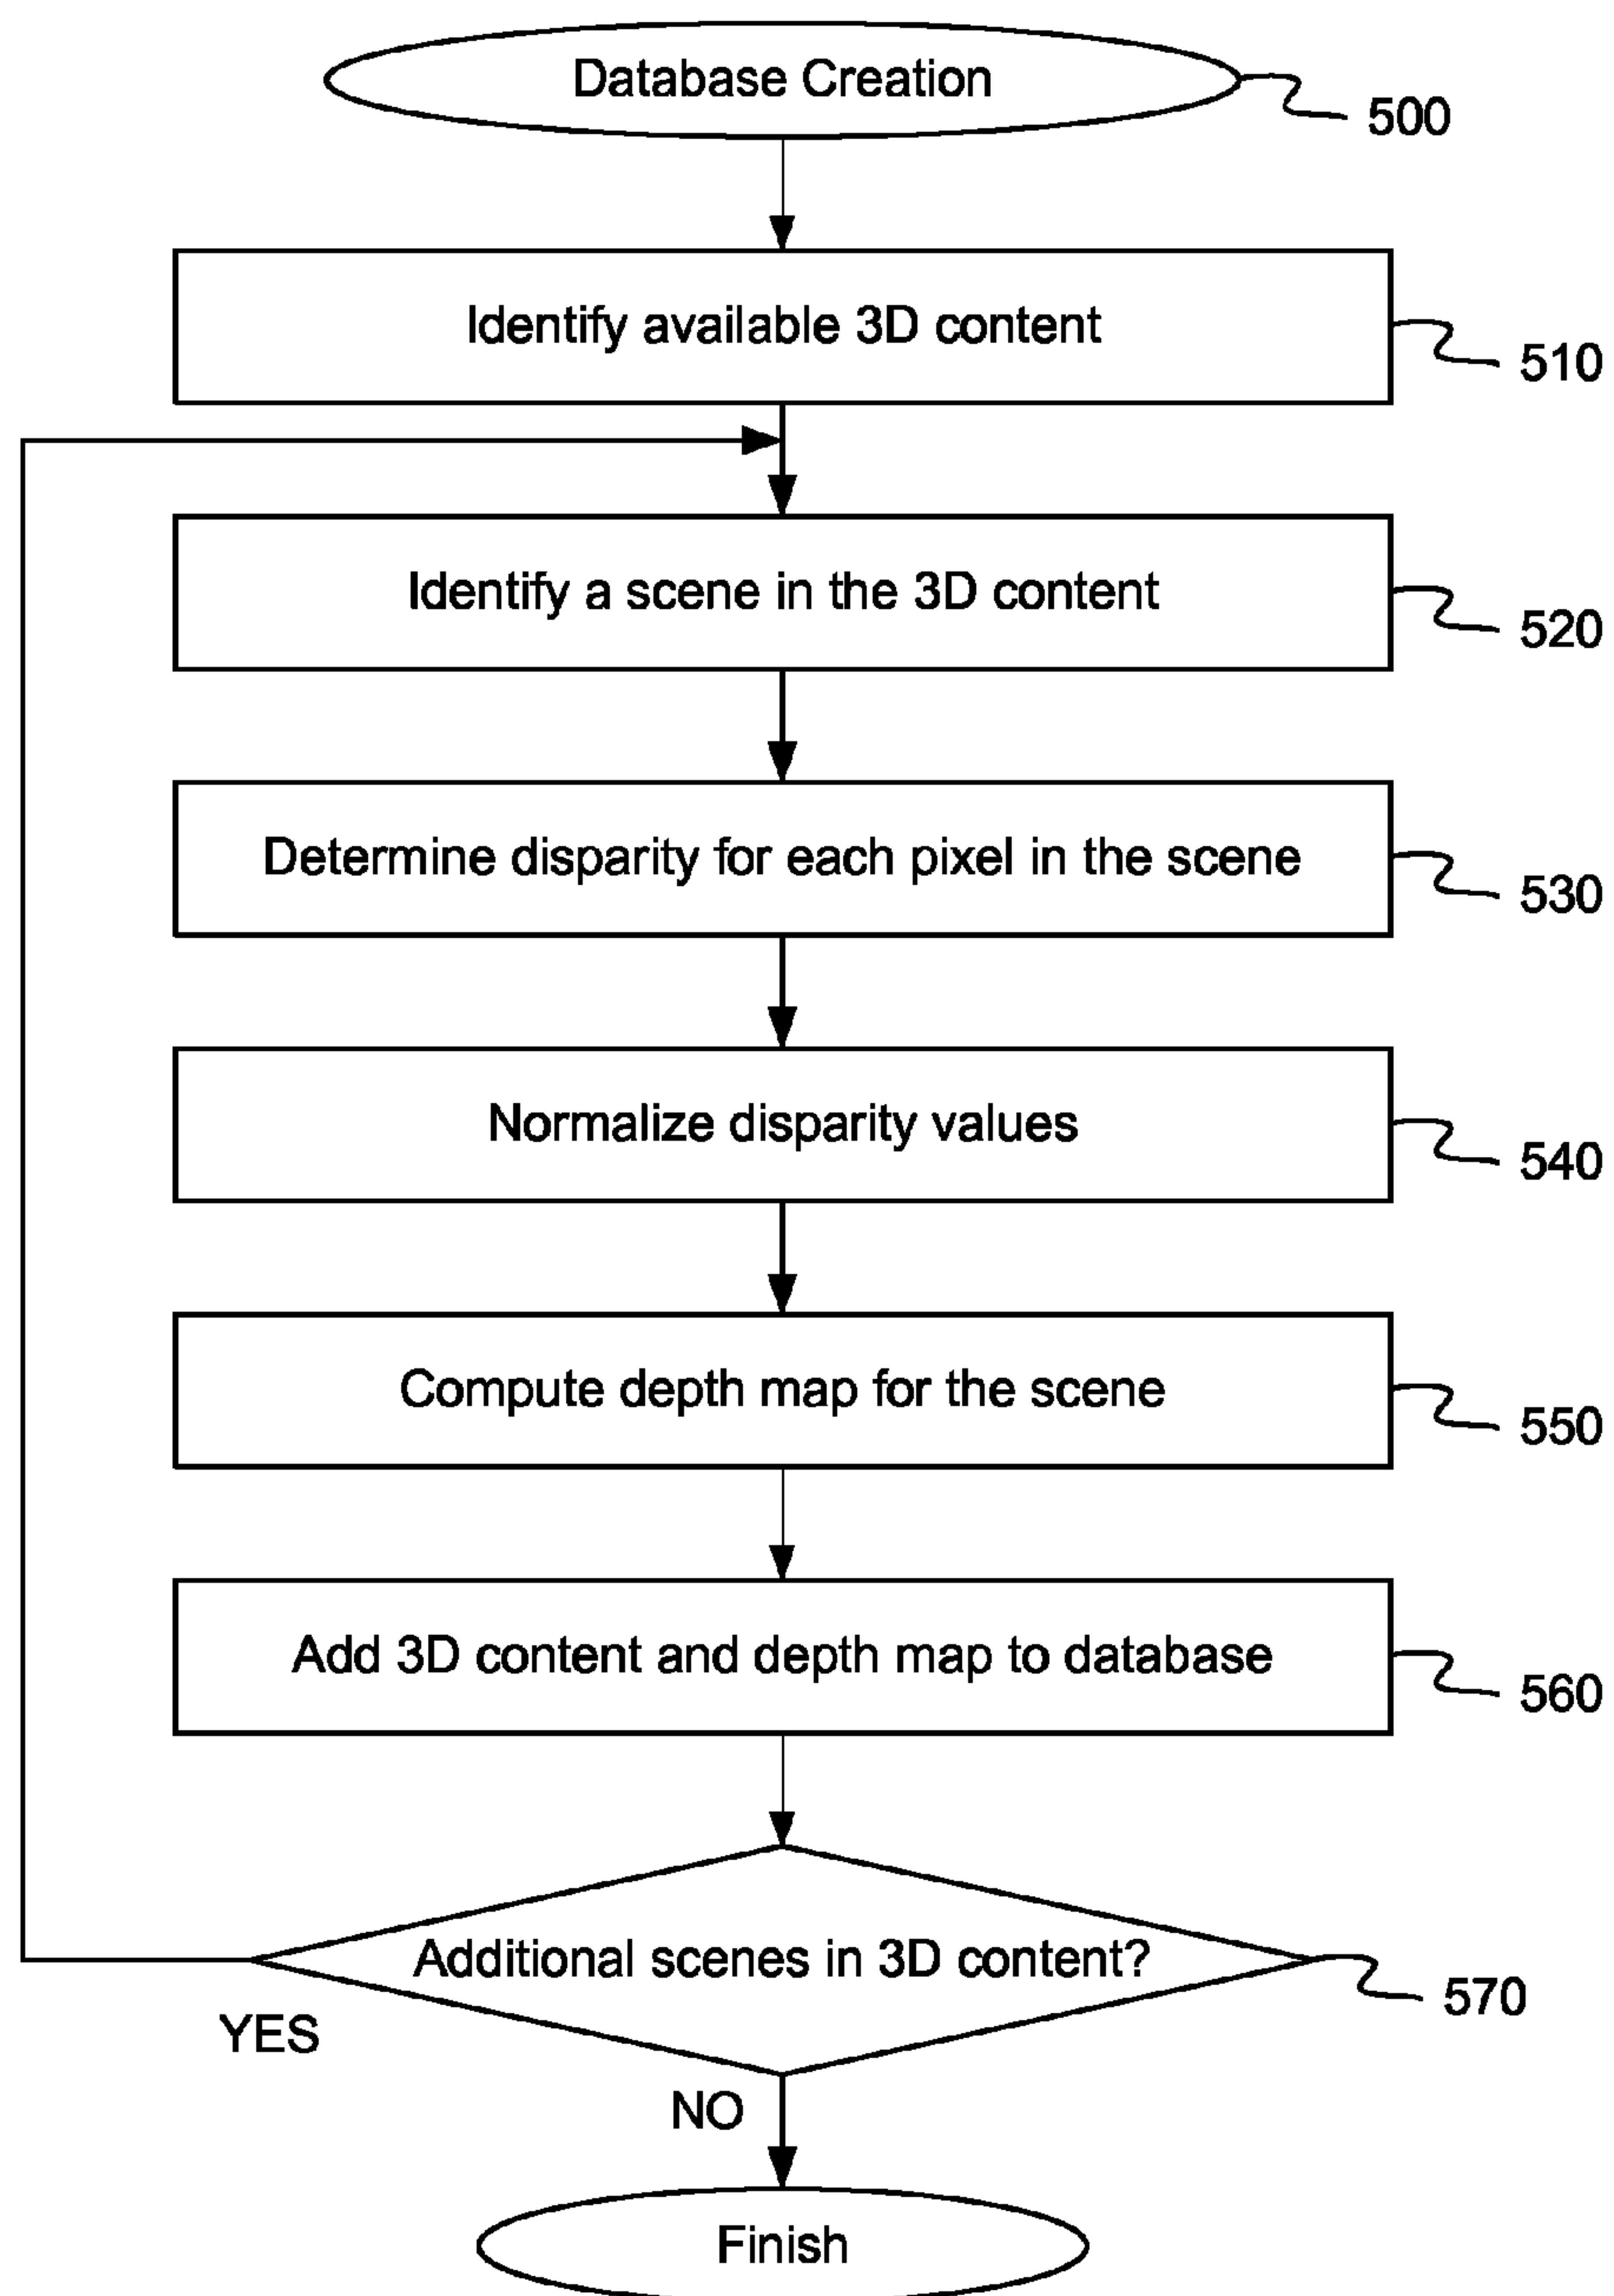 Database Creation
500
Identify available 3D content
510
Identify a scene in the 3D content
520
Determine disparity for each pixel in the scene
530
Normalize disparity values
540
Compute depth map for the scene
550
Add 3D content and depth map to database
560
Additional scenes in 3D content?
570
YES
NO
Finish